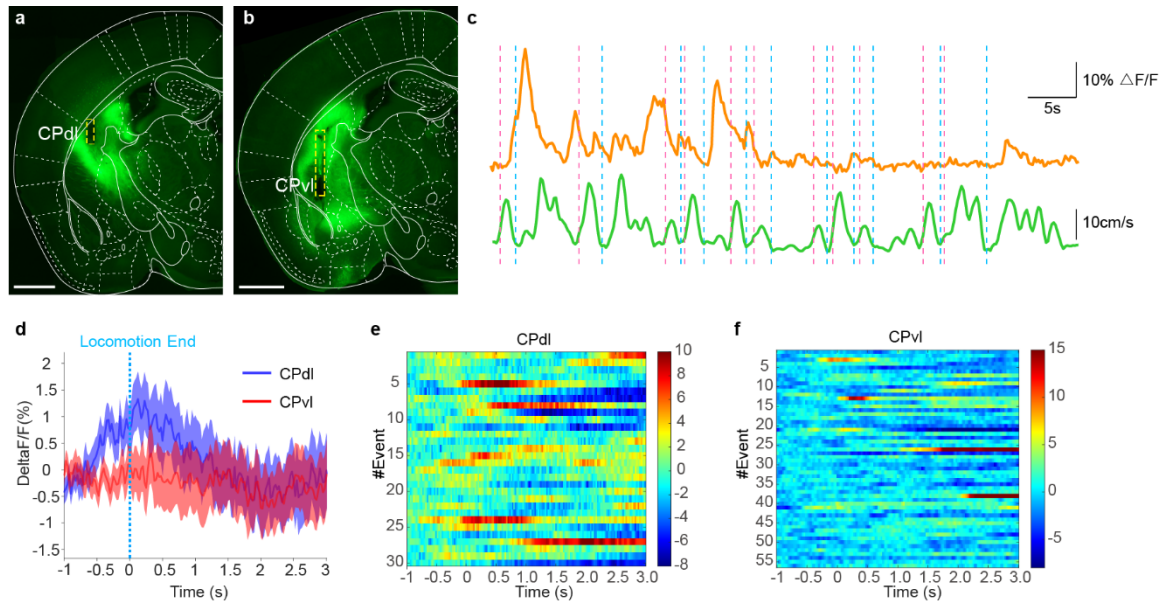 a
b
c
CPdl
CPvl
10% △F/F
5s
10cm/s
d
Locomotion End
CPdl
CPvl
DeltaF/F(%)
2
1.5
1
0.5
0
-0.5
-1
-1.5
-1 -0.5 0 0.5 1 1.5 2 2.5 3
Time (s)
e
CPdl
#Event
5
10
15
20
25
30
-1 -0.5 0 0.5 1 1.5 2 2.5 3.0
Time (s)
10
8
6
4
2
0
-2
-4
-6
-8
f
CPvl
#Event
5
10
15
20
25
30
35
40
45
50
55
-1 -0.5 0 0.5 1 1.5 2.0 2.5 3.0
Time (s)
15
10
5
0
-5